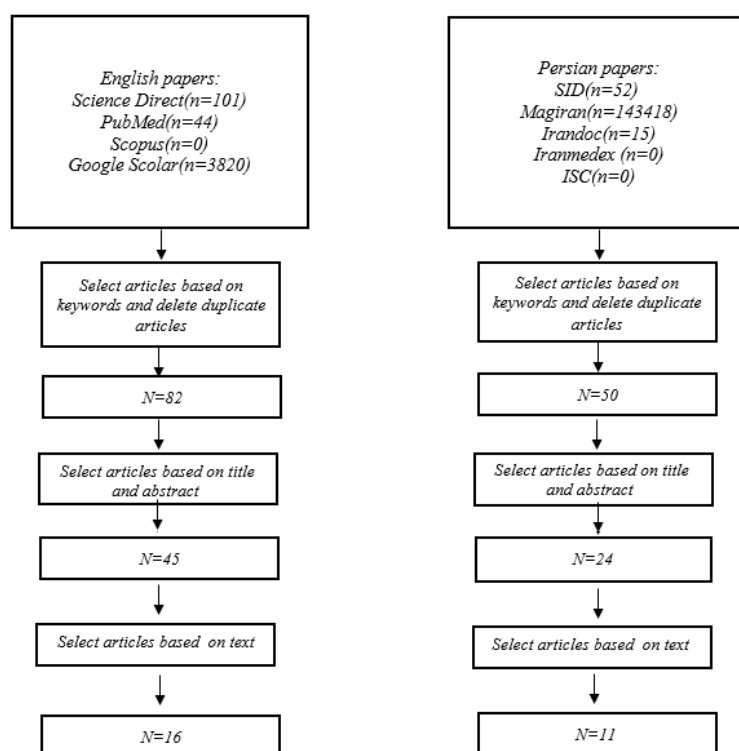 English papers:
Science Direct(n=101)
PubMed(n=44)
Scopus(n=0)
Google Scolar(n=3820)
Select articles based on
keywords and delete duplicate
articles
N=82
Select articles based on title
and abstract
N=45
Select articles based on text
N=16
Persian papers:
SID(n=52)
Magiran(n=143418)
Irandoc(n=15)
Iranmedex (n=0)
ISC(n=0)
Select articles based on
keywords and delete duplicate
articles
N=50
Select articles based on title
and abstract
N=24
Select articles based on text
N=11